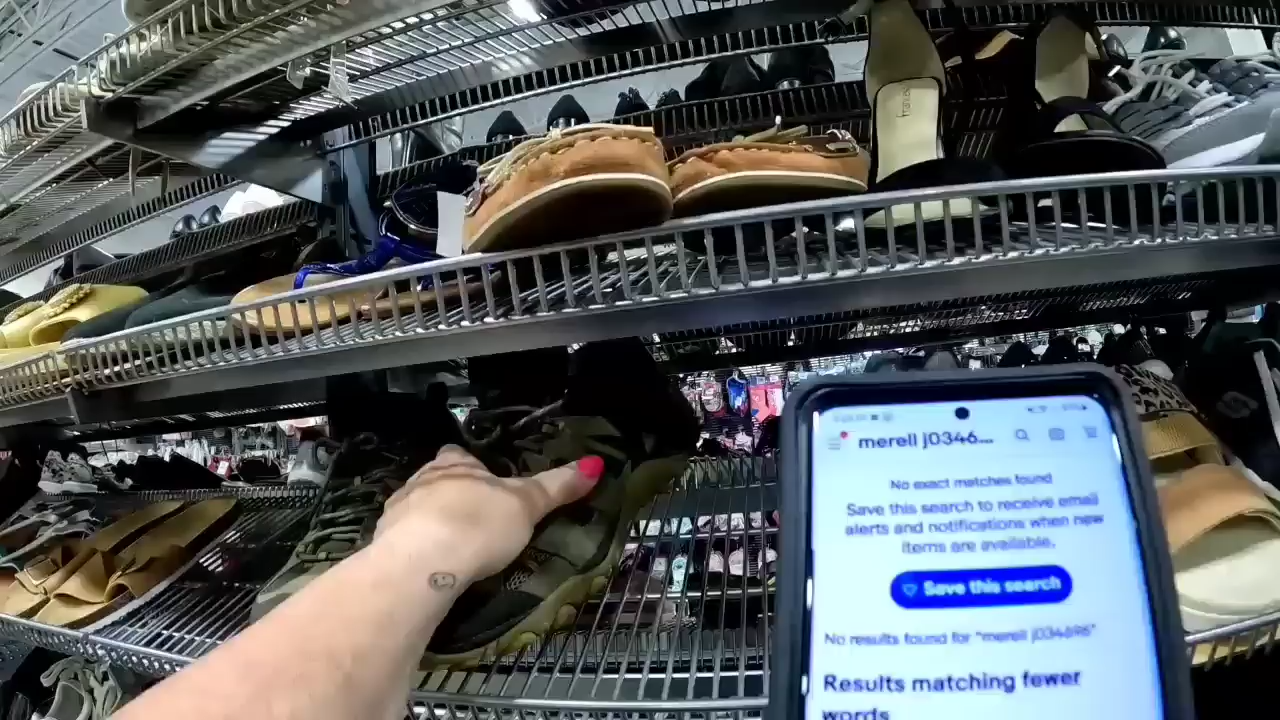 merell j0346...
No exact matches found
Save this search to receive email
alerts and notifications when new
items are available.
Save this search
No results found for "merell j034696"
Results matching fewer
words